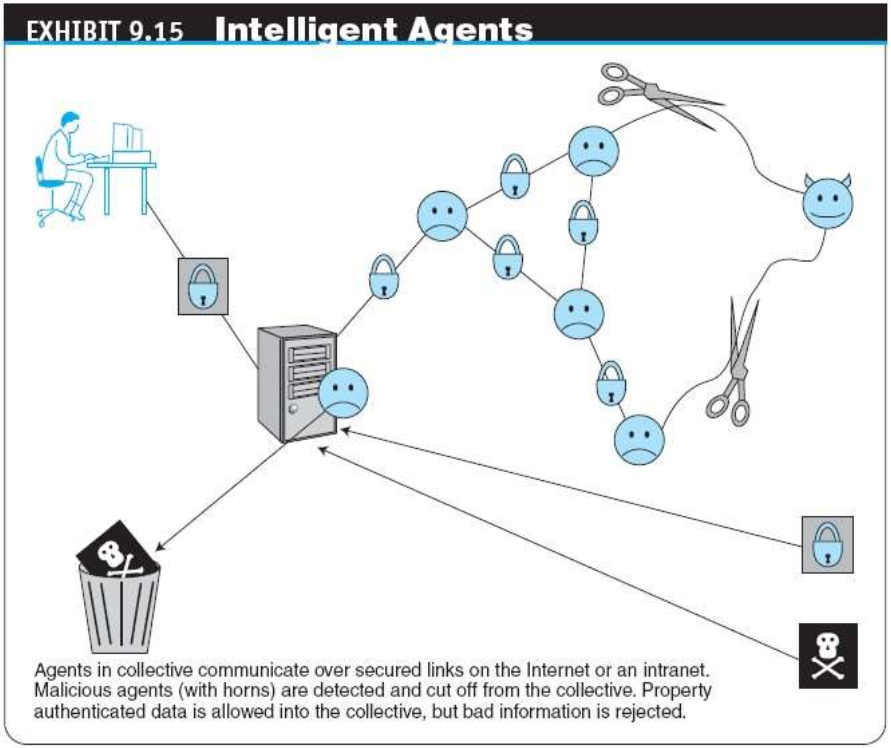 EXHIBIT 9.15 Intelligent Agents
Agents in collective communicate over secured links on the Internet or an intranet.
Malicious agents (with horns) are detected and cut off from the collective. Property
authenticated data is allowed into the collective, but bad information is rejected.